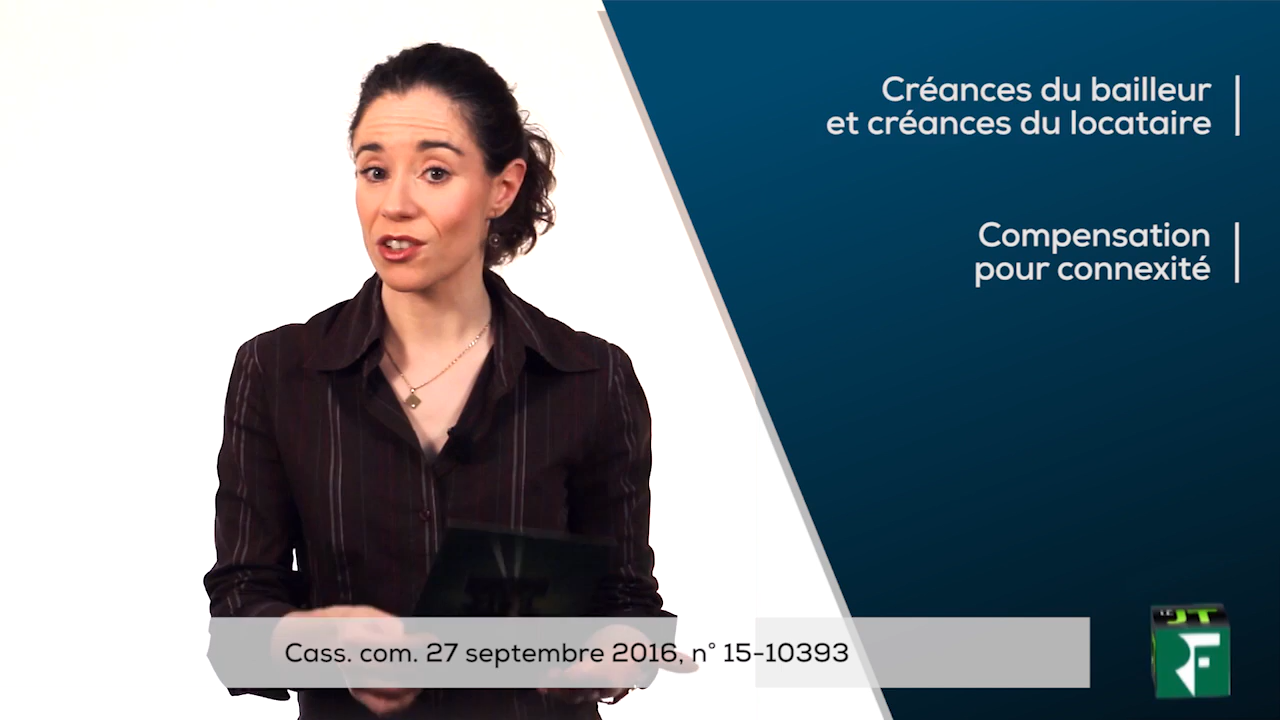 Créances du bailleur
et créances du locataire
Compensation
pour connexité
Cass. com. 27 septembre 2016, n° 15-10393
LE JT
RF